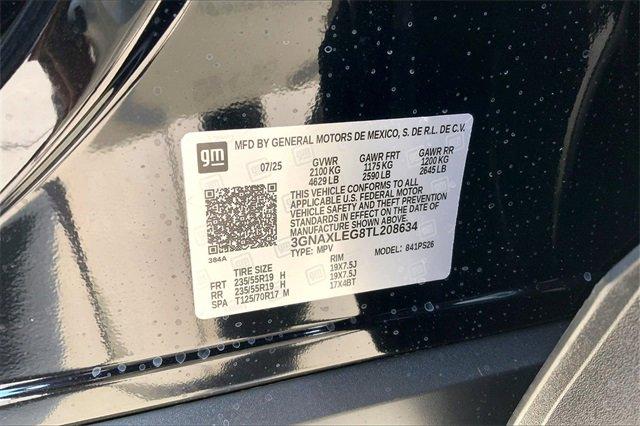 MFD BY GENERAL MOTORS DE MEXICO, S. DE R.L. DE C.V.
gm
07/25 GVWR GAWR FRT GAWR RR
2100 KG 1175 KG 1200 KG
4629 LB 2590 LB 2645 LB
THIS VEHICLE CONFORMS TO ALL
APPLICABLE U.S. FEDERAL MOTOR
VEHICLE SAFETY AND THEFT PREVENTION
STANDARDS IN EFFECT ON THE DATE OF
MANUFACTURE SHOWN ABOVE.
3GNAXLEG8TL208634
384A TYPE: MPV MODEL: 841PS26
TIRE SIZE RIM
FRT 235/55R19 H 19X7.5J
RR 235/55R19 H 19X7.5J
SPA T125/70R17 M 17X4BT